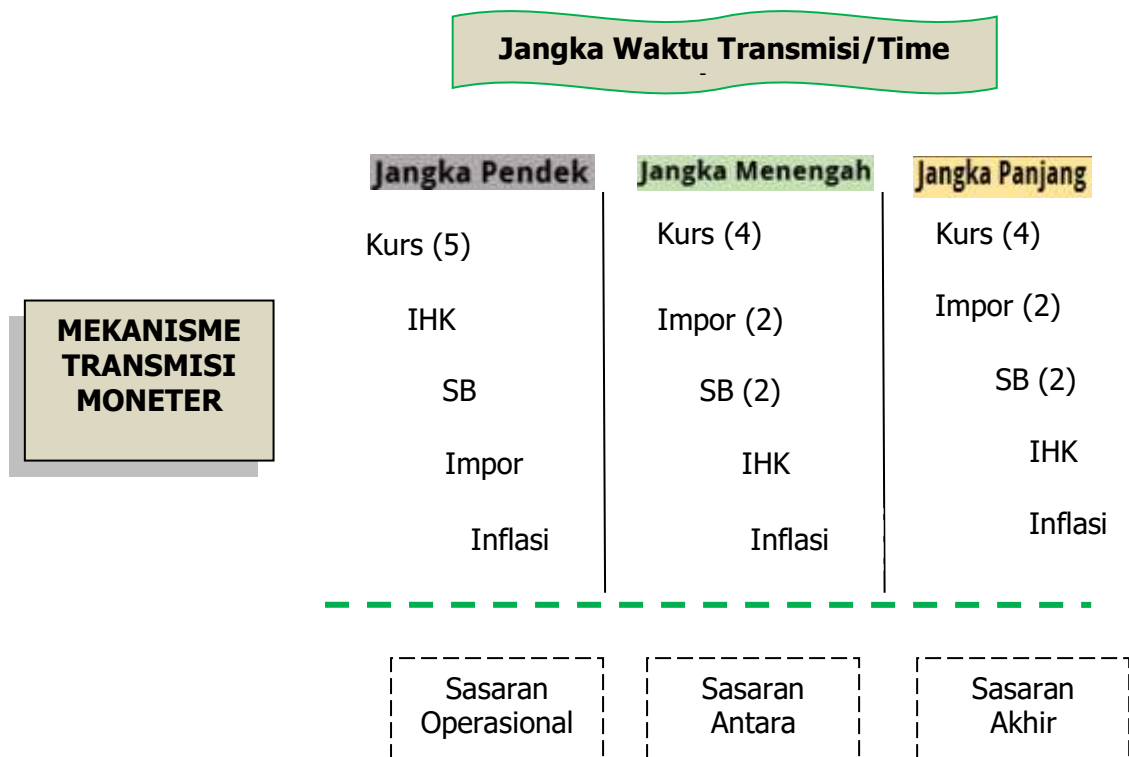 Jangka Waktu Transmisi/Time
Jangka Pendek
Jangka Menengah
Jangka Panjang
Kurs (5)
IHK
SB
Impor
Inflasi
Kurs (4)
Impor (2)
SB (2)
IHK
Inflasi
Kurs (4)
Impor (2)
SB (2)
IHK
Inflasi
MEKANISME
TRANSMISI
MONETER
Sasaran
Operasional
Sasaran
Antara
Sasaran
Akhir